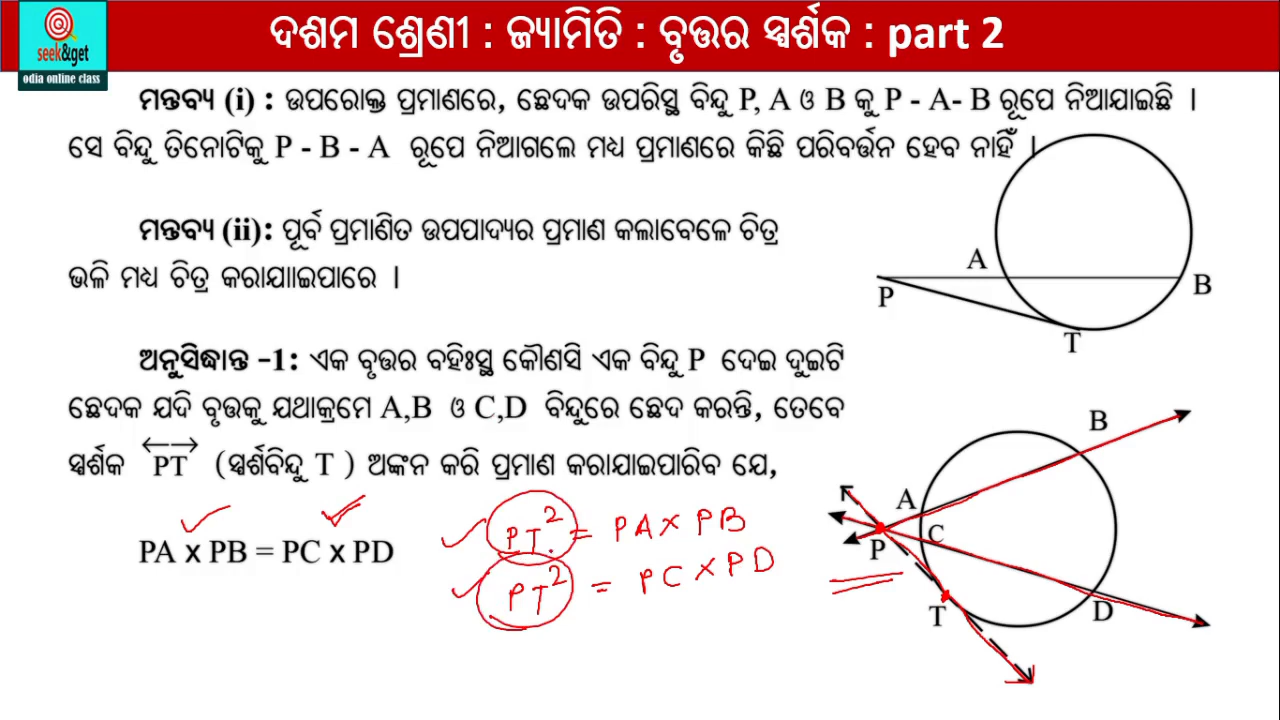 ଦଶମ ଶ୍ରେଣୀ : ଜ୍ୟାମିତି : ବୃତ୍ତର ସ୍ପର୍ଶକ : part 2
seek&get
odia online class
ମନ୍ତବ୍ୟ (i) : ଉପରୋକ୍ତ ପ୍ରମାଣରେ, ଛେଦକ ଉପରିସ୍ଥ ବିନ୍ଦୁ P, A ଓ B କୁ P - A- B ରୂପେ ନିଆଯାଇଛି ।
ସେ ବିନ୍ଦୁ ତିନୋଟିକୁ P - B - A ରୂପେ ନିଆଗଲେ ମଧ୍ୟ ପ୍ରମାଣରେ କିଛି ପରିବର୍ତ୍ତନ ହେବ ନାହିଁ ।
ମନ୍ତବ୍ୟ (ii): ପୂର୍ବ ପ୍ରମାଣିତ ଉପପାଦ୍ୟର ପ୍ରମାଣ କଲାବେଳେ ଚିତ୍ର
ଭଳି ମଧ୍ୟ ଚିତ୍ର କରାଯାାଇପାରେ ।
A
B
P
T
ଅନୁସିଦ୍ଧାନ୍ତ -1: ଏକ ବୃତ୍ତର ବହିଃସ୍ଥ କୌଣସି ଏକ ବିନ୍ଦୁ P ଦେଇ ଦୁଇଟି
ଛେଦକ ଯଦି ବୃତ୍ତକୁ ଯଥାକ୍ରମେ A,B ଓ C,D ବିନ୍ଦୁରେ ଛେଦ କରନ୍ତି, ତେବେ
ସ୍ପର୍ଶକ PT (ସ୍ପର୍ଶବିନ୍ଦୁ T ) ଅଙ୍କନ କରି ପ୍ରମାଣ କରାଯାଇପାରିବ ଯେ,
PA x PB = PC x PD
PT² = PA × PB
PT² = PC × PD
B
A
P
C
T
D